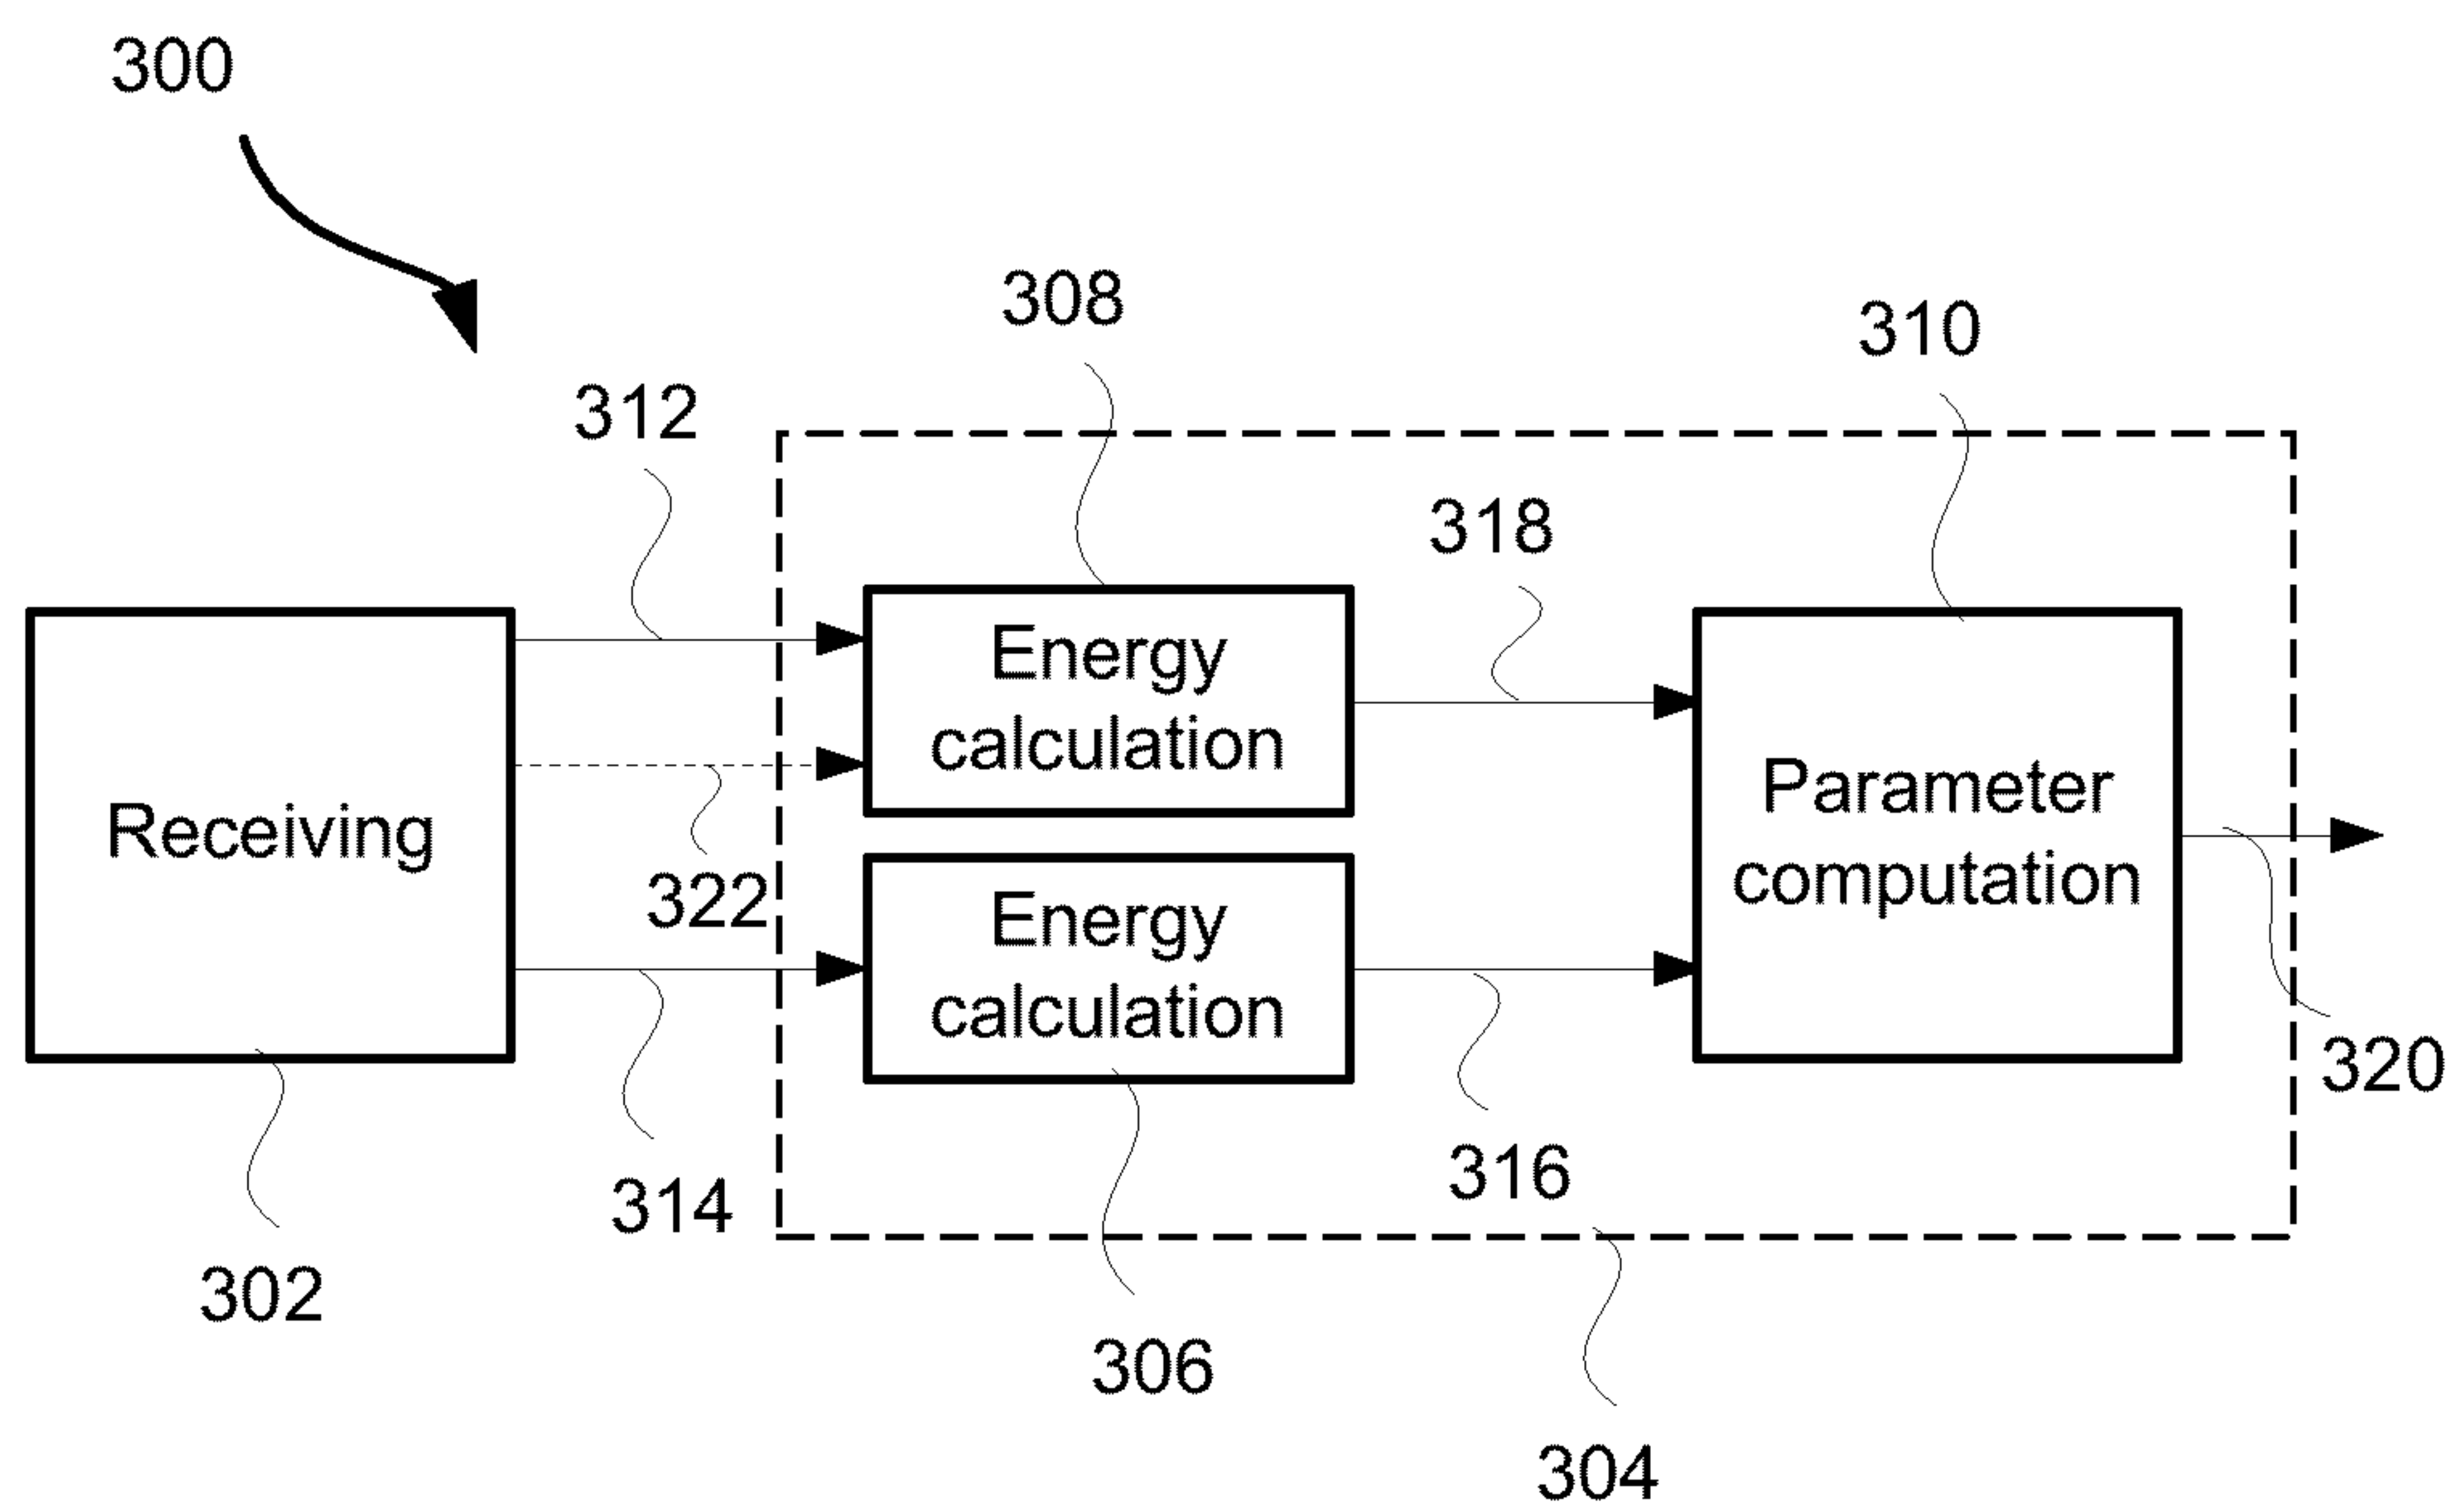 300
308
310
312
318
Energy
calculation
Parameter
computation
Receiving
322
Energy
calculation
320
316
314
302
306
304